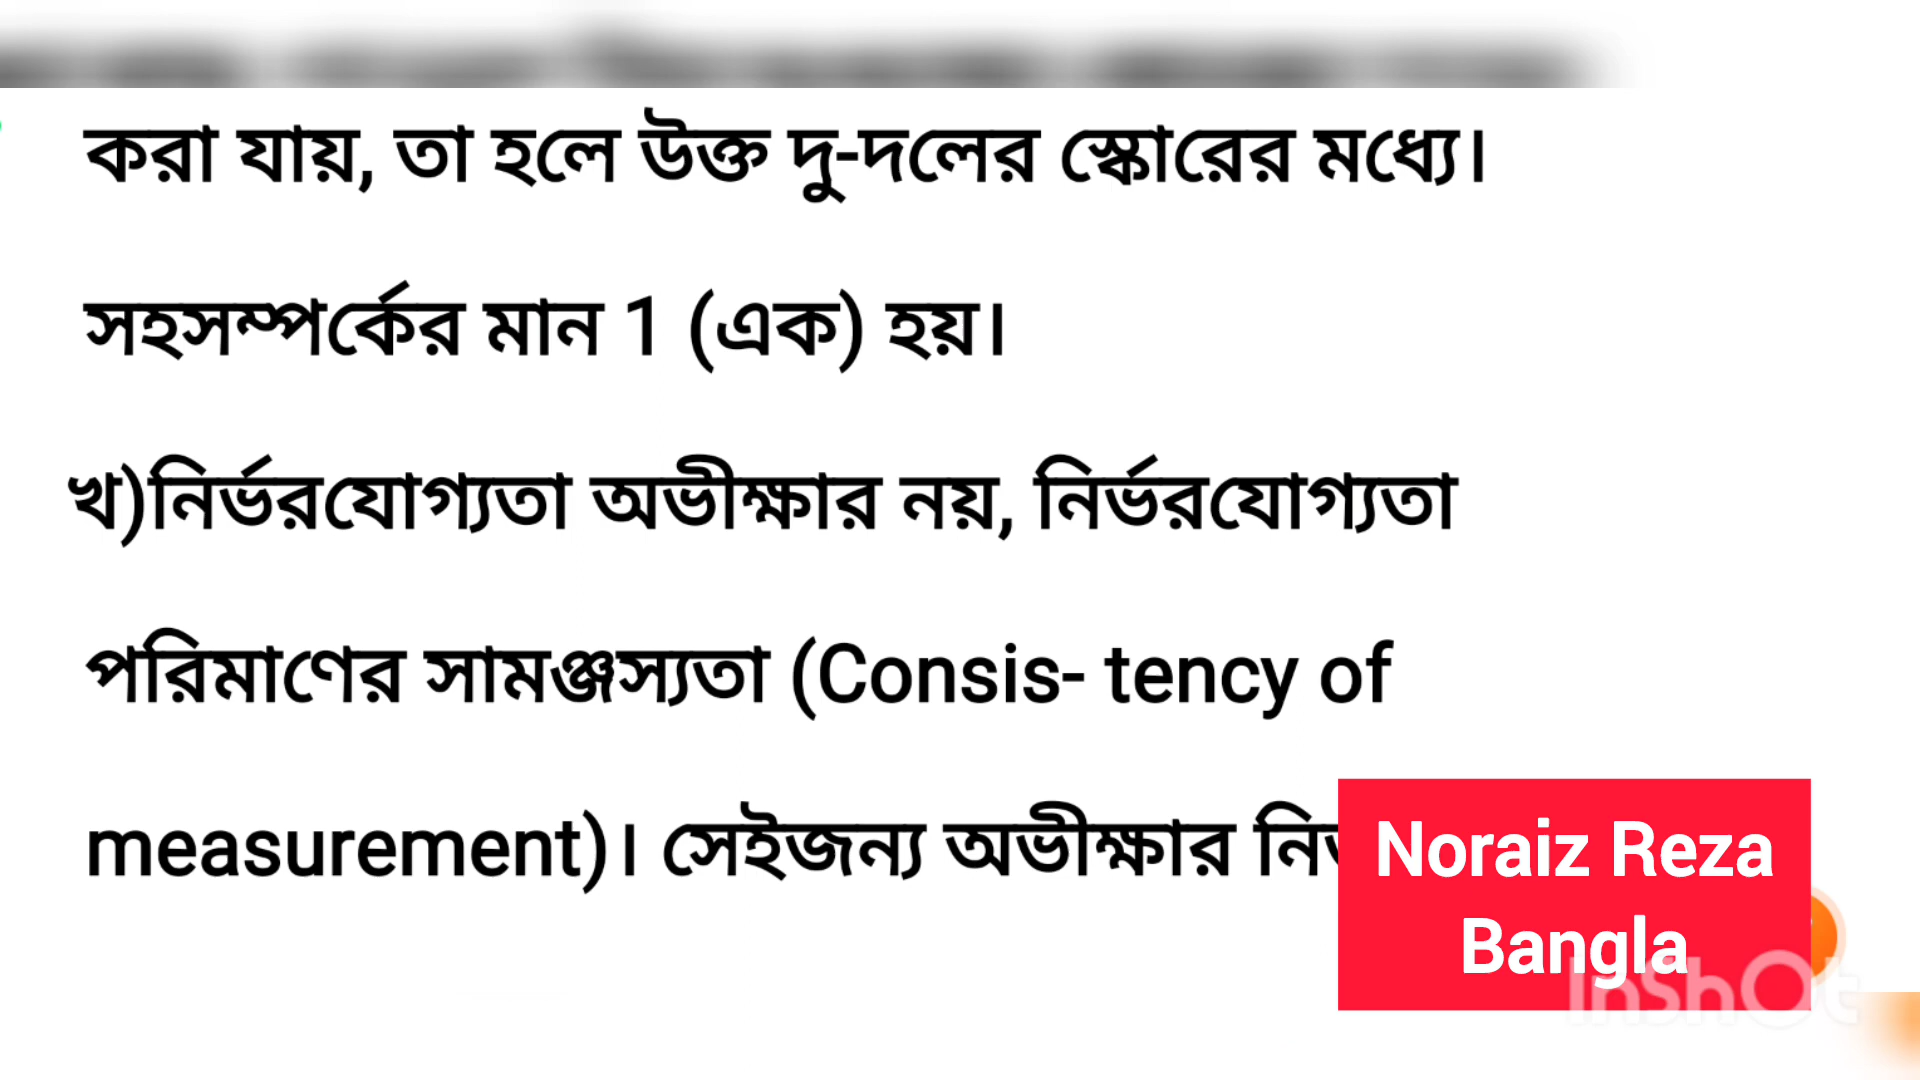 করা যায়, তা হলে উক্ত দু-দলের স্কোরের মধ্যে।
সহসম্পর্কের মান 1 (এক) হয়।
খ)নির্ভরযোগ্যতা অভীক্ষার নয়, নির্ভরযোগ্যতা
পরিমাণের সামঞ্জস্যতা (Consis- tency of
measurement)। সেইজন্য অভীক্ষার
Noraiz Reza
Bangla
InShOt